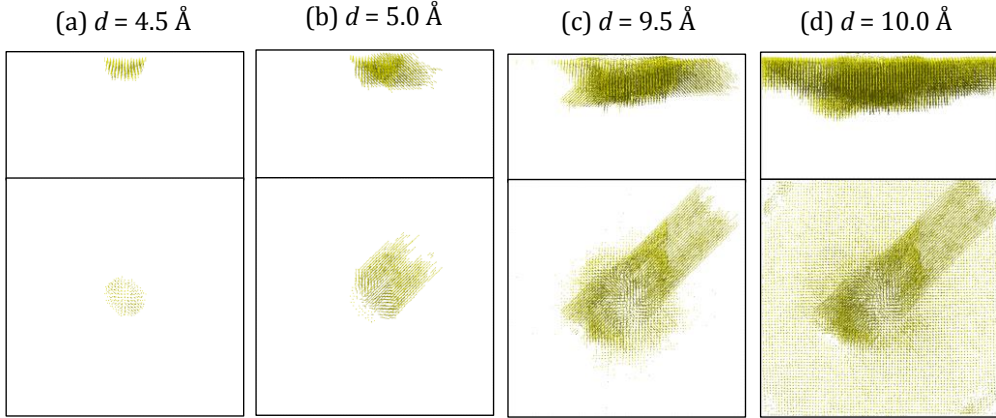 (a) d = 4.5 Å
(b) d = 5.0 Å
(c) d = 9.5 Å
(d) d = 10.0 Å